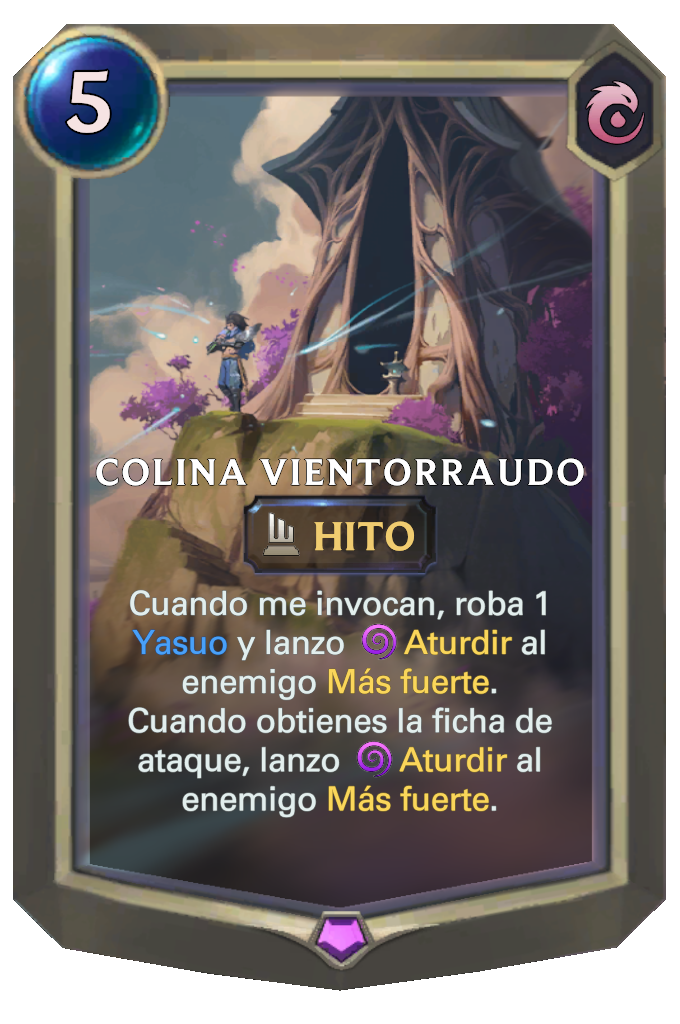 5
COLINA VIENTORRAUDO
HITO
Cuando me invocan, roba 1
Yasuo y lanzo Aturdir al
enemigo Más fuerte.
Cuando obtienes la ficha de
ataque, lanzo Aturdir al
enemigo Más fuerte.